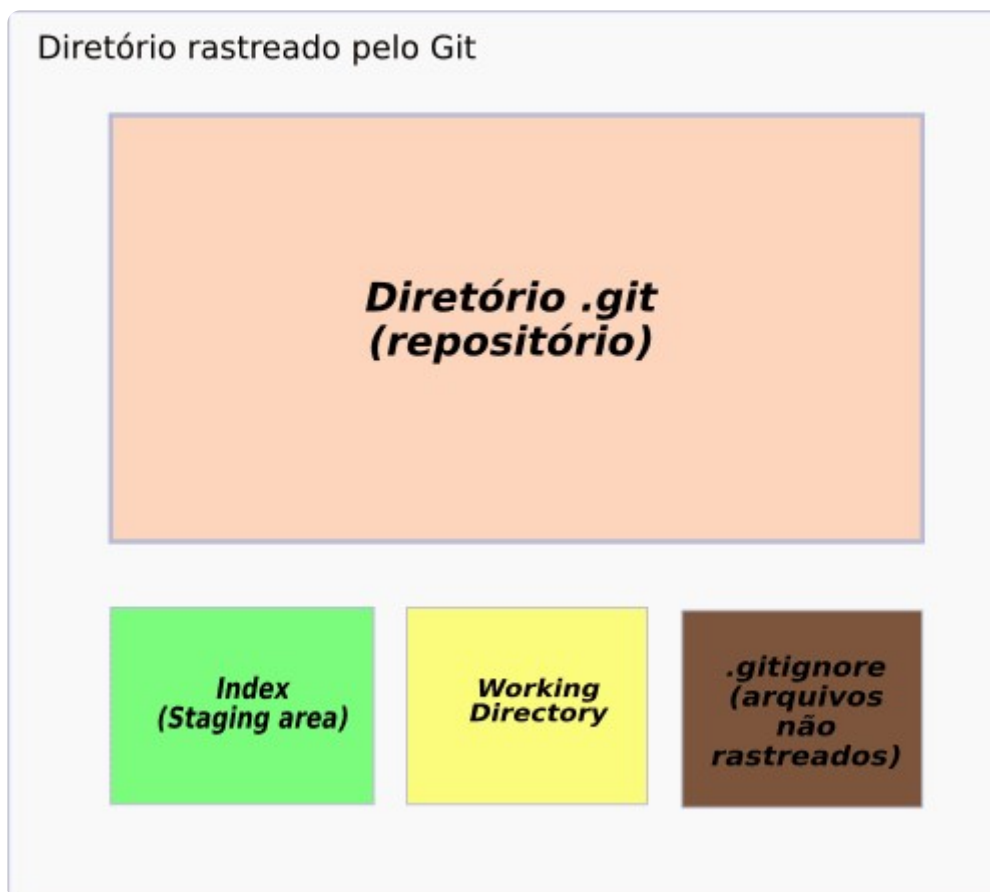 Diretório rastreado pelo Git
Diretório .git
(repositório)
Index
(Staging area)
Working
Directory
.gitignore
(arquivos
não
rastreados)